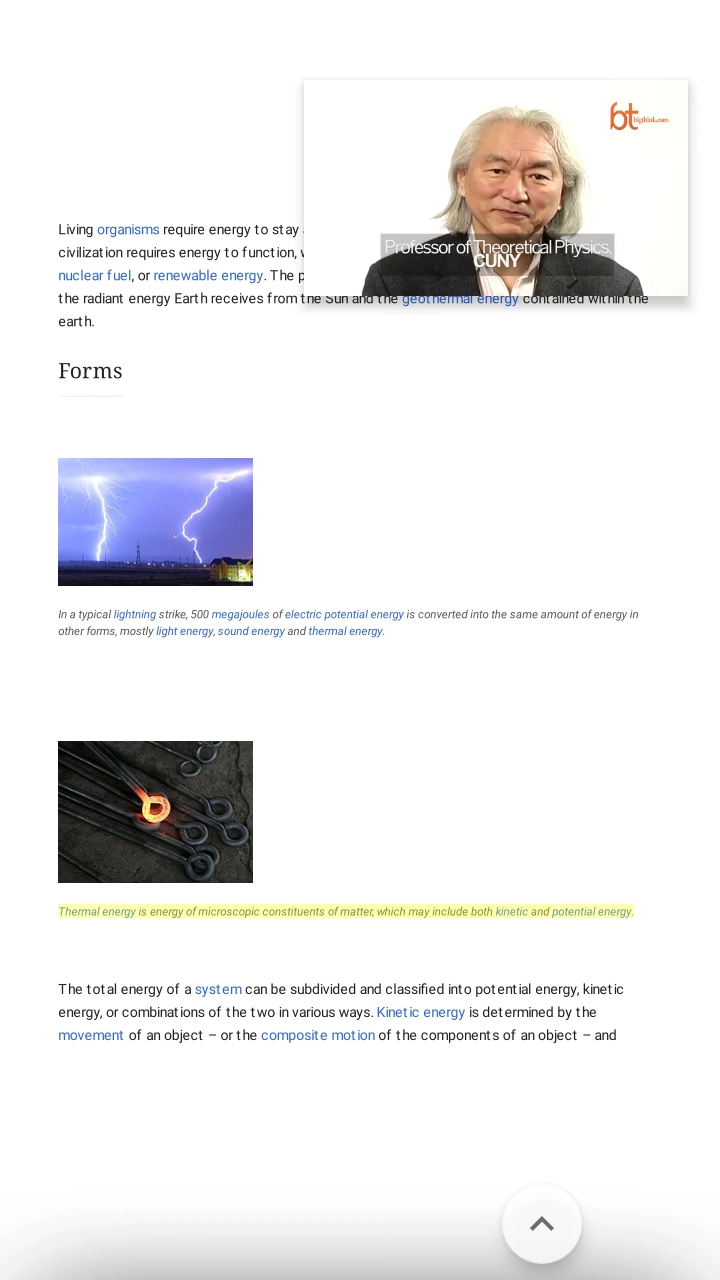 bt bigthink.com
Professor of Theoretical Physics,
CUNY
Living organisms require energy to stay
civilization requires energy to function,
nuclear fuel, or renewable energy. The
the radiant energy Earth receives from the Sun and the geothermal energy contained within the
earth.
Forms
In a typical lightning strike, 500 megajoules of electric potential energy is converted into the same amount of energy in
other forms, mostly light energy, sound energy and thermal energy.
Thermal energy is energy of microscopic constituents of matter, which may include both kinetic and potential energy.
The total energy of a system can be subdivided and classified into potential energy, kinetic
energy, or combinations of the two in various ways. Kinetic energy is determined by the
movement of an object – or the composite motion of the components of an object – and